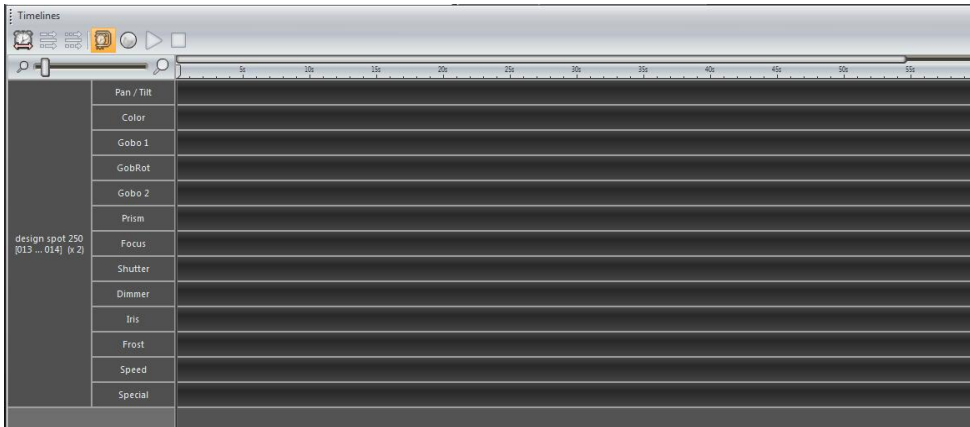 Timelines
5s 10s 15s 20s 25s 30s 35s 40s 45s 50s 55s
Pan / Tilt
Color
Gobo 1
GobRot
Gobo 2
Prism
design spot 250
[013 ... 014] (x 2)
Focus
Shutter
Dimmer
Iris
Frost
Speed
Special